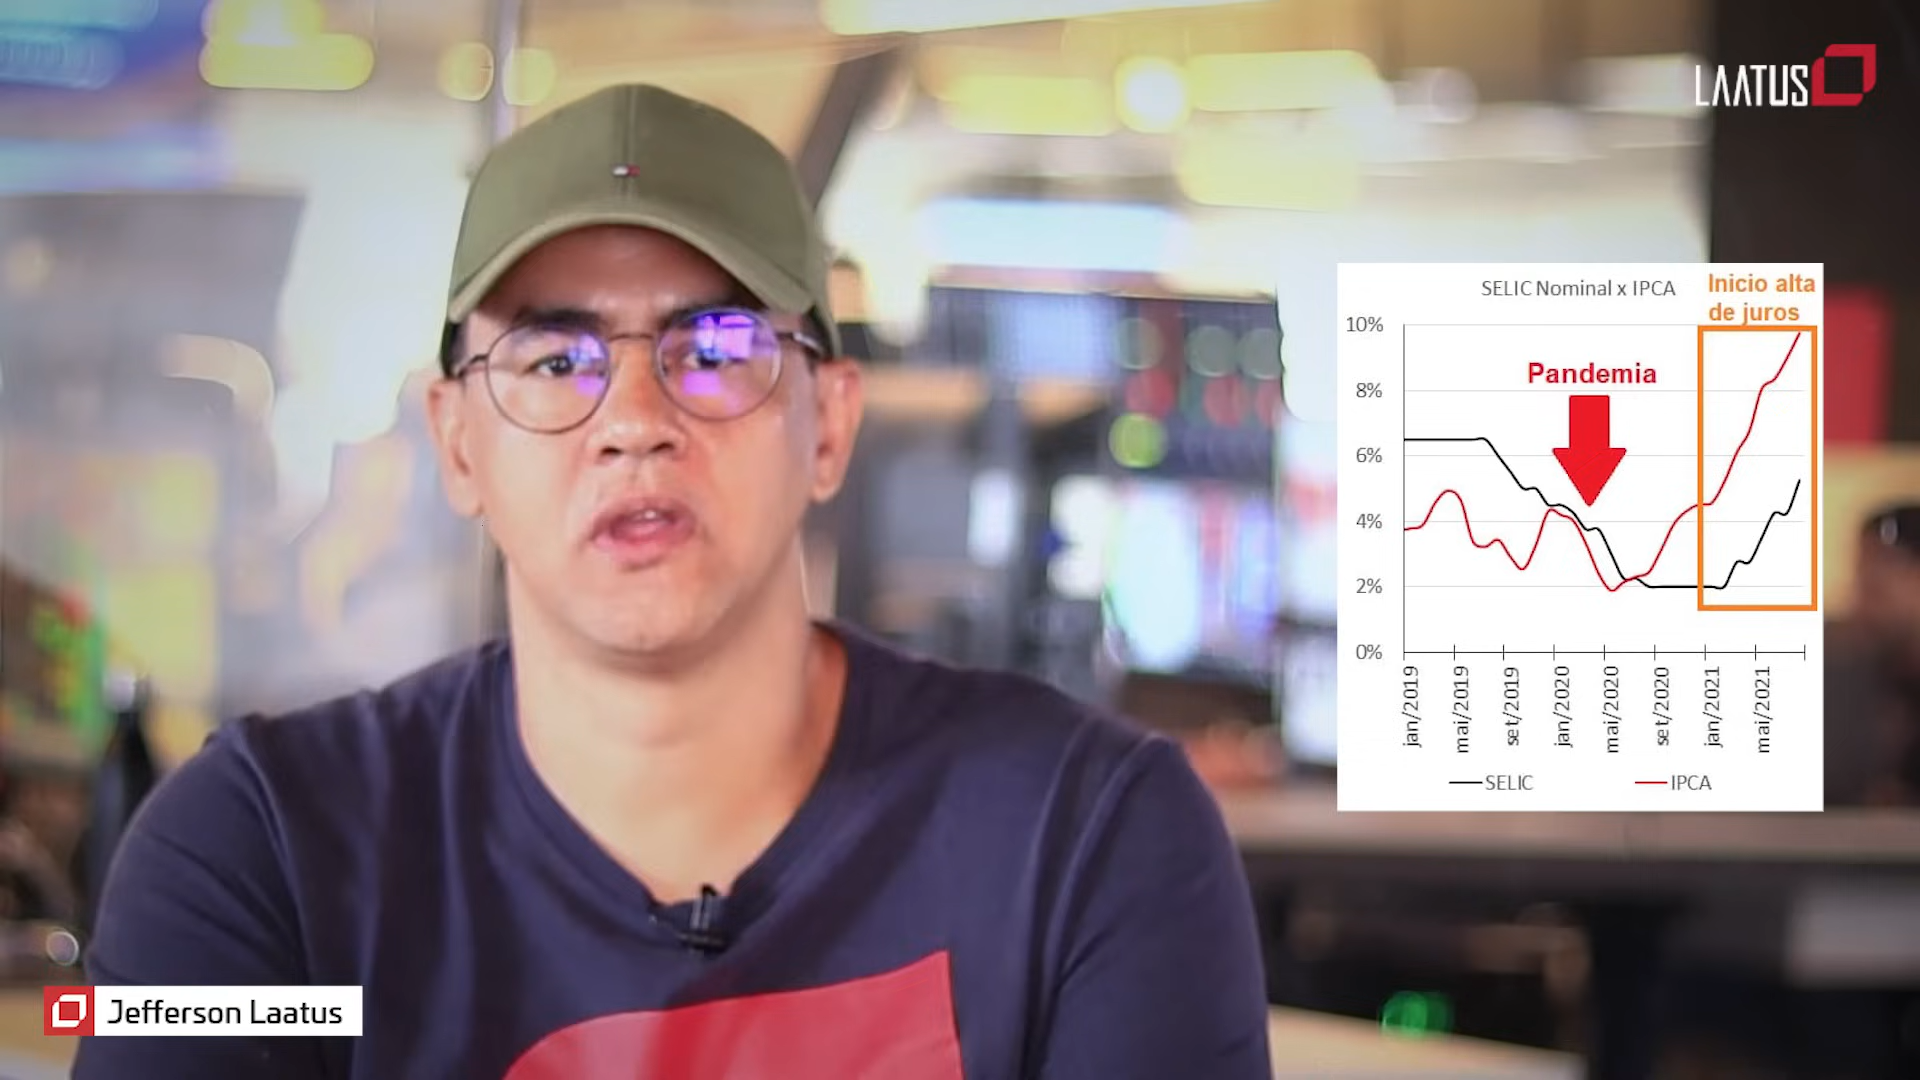 LAATUS
SELIC Nominal x IPCA
Inicio alta
de juros
10%
8%
6%
4%
2%
0%
Pandemia
jan/2019
mai/2019
set/2019
jan/2020
mai/2020
set/2020
jan/2021
mai/2021
SELIC
IPCA
Jefferson Laatus